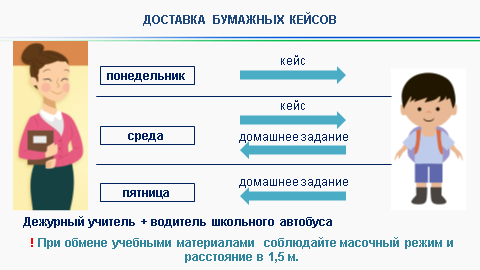 ДОСТАВКА БУМАЖНЫХ КЕЙСОВ
кейс
понедельник
кейс
среда
домашнее задание
домашнее задание
пятница
Дежурный учитель + водитель школьного автобуса
! При обмене учебными материалами соблюдайте масочный режим и
расстояние в 1,5 м.